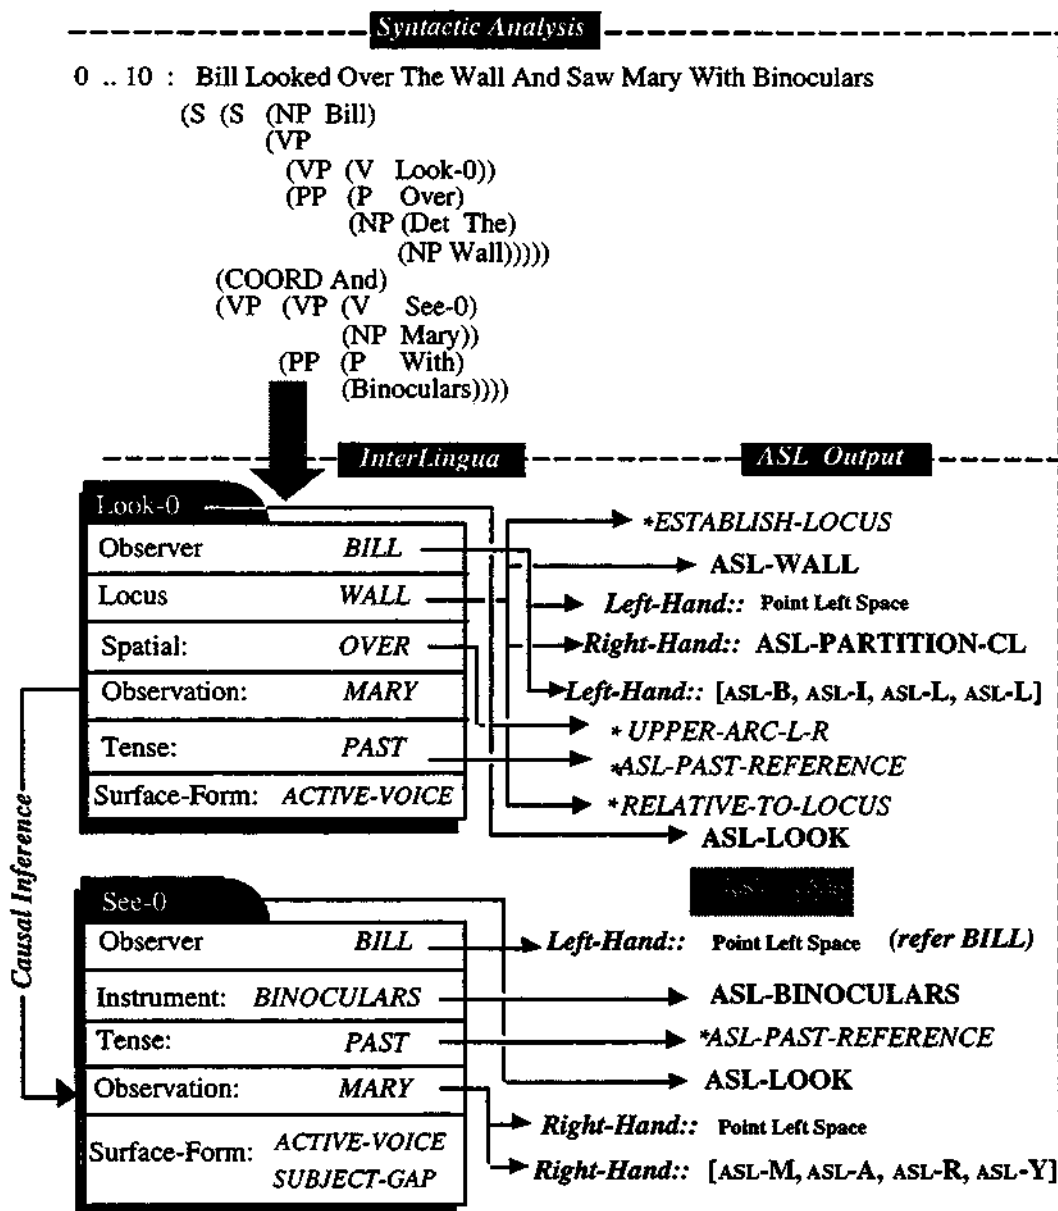 Syntactic Analysis
0 .. 10 : Bill Looked Over The Wall And Saw Mary With Binoculars
(S (S (NP Bill)
(VP
(VP (V Look-0))
(PP (P Over)
(NP (Det The)
(NP Wall)))))
(COORD And)
(VP (VP (V See-0)
(NP Mary))
(PP (P With)
(Binoculars))))
InterLingua ASL Output
Look-0
Observer BILL
Locus WALL
Spatial: OVER
Observation: MARY
Tense: PAST
Surface-Form: ACTIVE-VOICE
*ESTABLISH-LOCUS
ASL-WALL
Left-Hand:: Point Left Space
Right-Hand:: ASL-PARTITION-CL
Left-Hand:: [ASL-B, ASL-I, ASL-L, ASL-L]
*UPPER-ARC-L-R
*ASL-PAST-REFERENCE
*RELATIVE-TO-LOCUS
ASL-LOOK
Causal Inference
See-0
Observer BILL
Instrument: BINOCULARS
Tense: PAST
Observation: MARY
Surface-Form: ACTIVE-VOICE
SUBJECT-GAP
Left-Hand:: Point Left Space (refer BILL)
ASL-BINOCULARS
*ASL-PAST-REFERENCE
ASL-LOOK
Right-Hand:: Point Left Space
Right-Hand:: [ASL-M, ASL-A, ASL-R, ASL-Y]